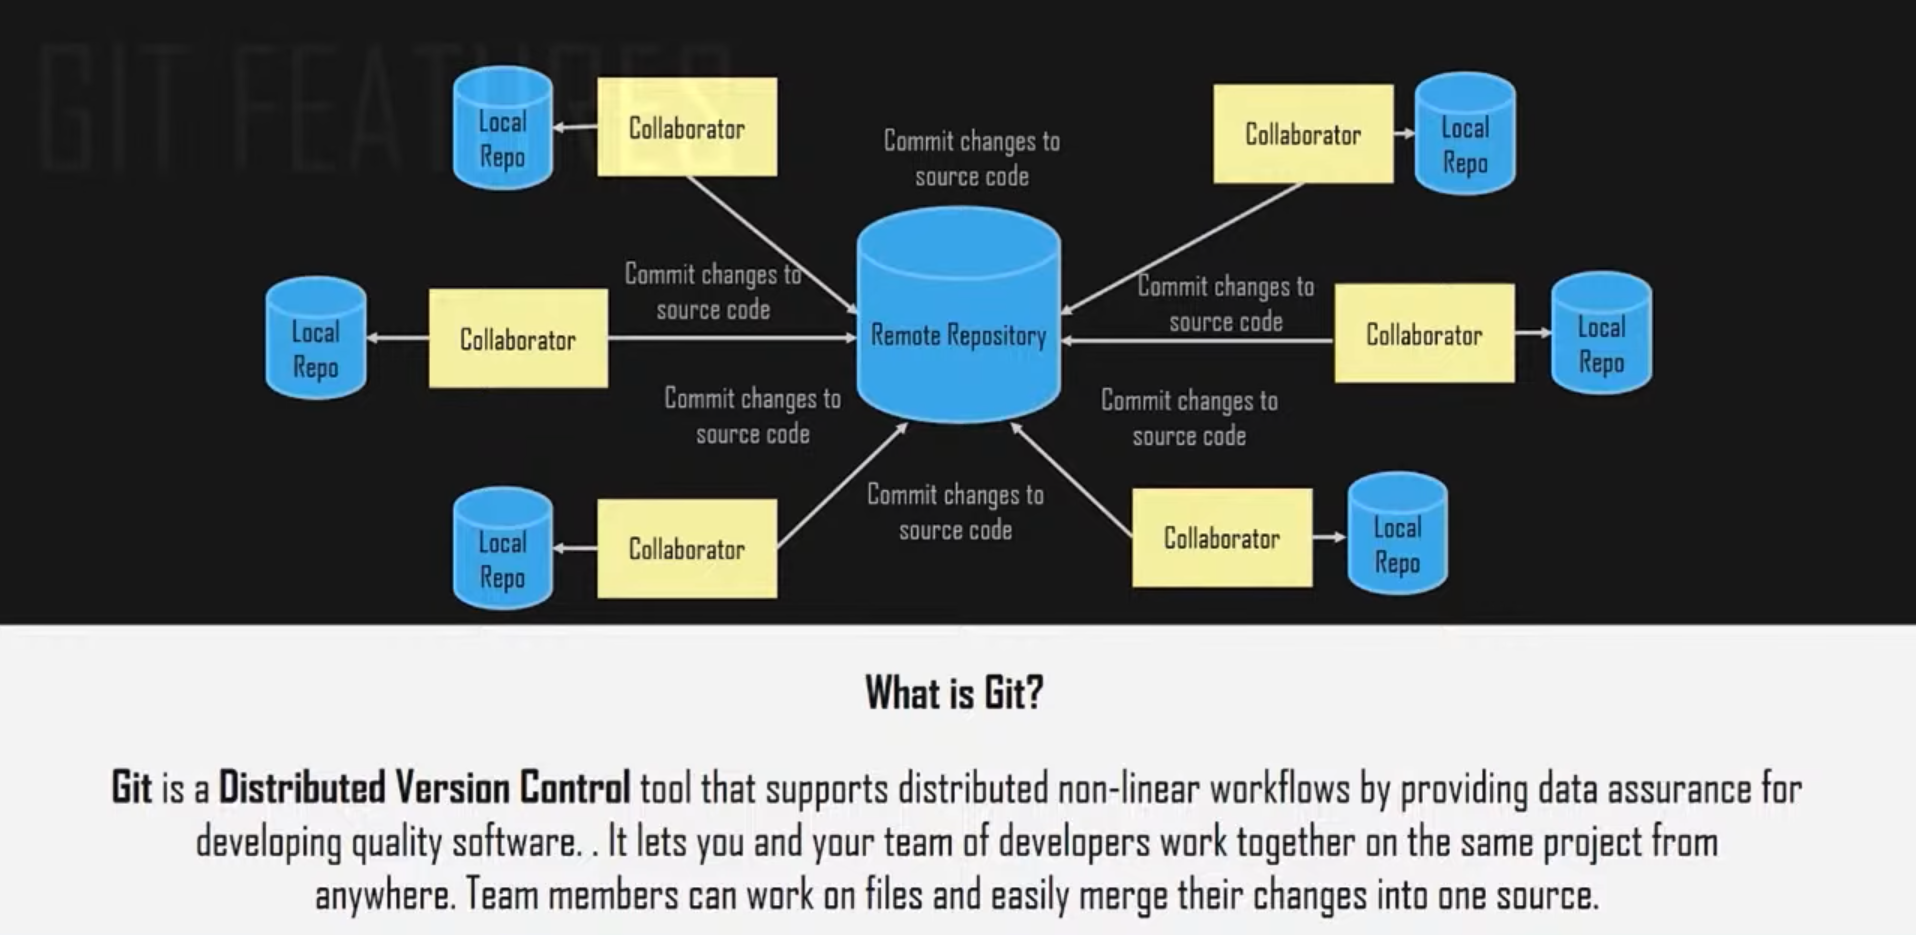 GIT FEATURES
Local
Repo
Collaborator
Commit changes to
source code
Collaborator
Local
Repo
Local
Repo
Collaborator
Commit changes to
source code
Remote Repository
Commit changes to
source code
Collaborator
Local
Repo
Commit changes to
source code
Commit changes to
source code
Local
Repo
Collaborator
Commit changes to
source code
Collaborator
Local
Repo
What is Git?
Git is a Distributed Version Control tool that supports distributed non-linear workflows by providing data assurance for
developing quality software. . It lets you and your team of developers work together on the same project from
anywhere. Team members can work on files and easily merge their changes into one source.